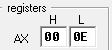 registers
H L
AX 00 0E